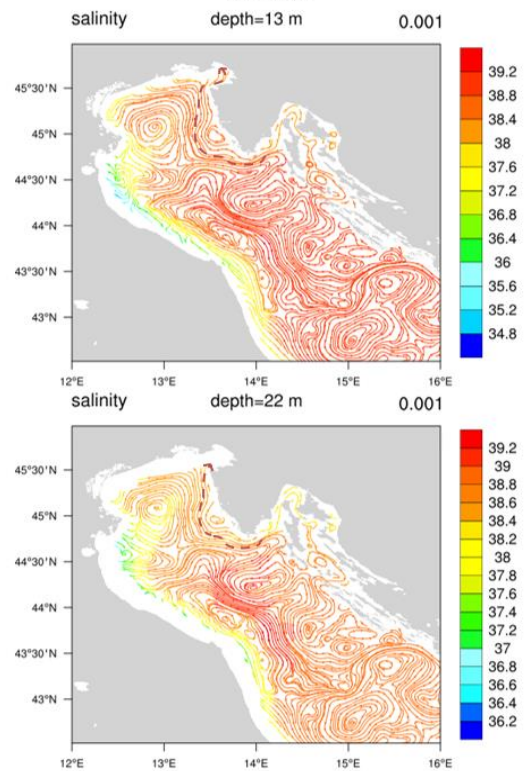 salinity depth=13 m 0.001
45°30'N
45°N
44°30'N
44°N
43°30'N
43°N
12°E 13°E 14°E 15°E 16°E
39.2
38.8
38.4
38
37.6
37.2
36.8
36.4
36
35.6
35.2
34.8
salinity depth=22 m 0.001
45°30'N
45°N
44°30'N
44°N
43°30'N
43°N
12°E 13°E 14°E 15°E 16°E
39.2
39
38.8
38.6
38.4
38.2
38
37.8
37.6
37.4
37.2
37
36.8
36.6
36.4
36.2